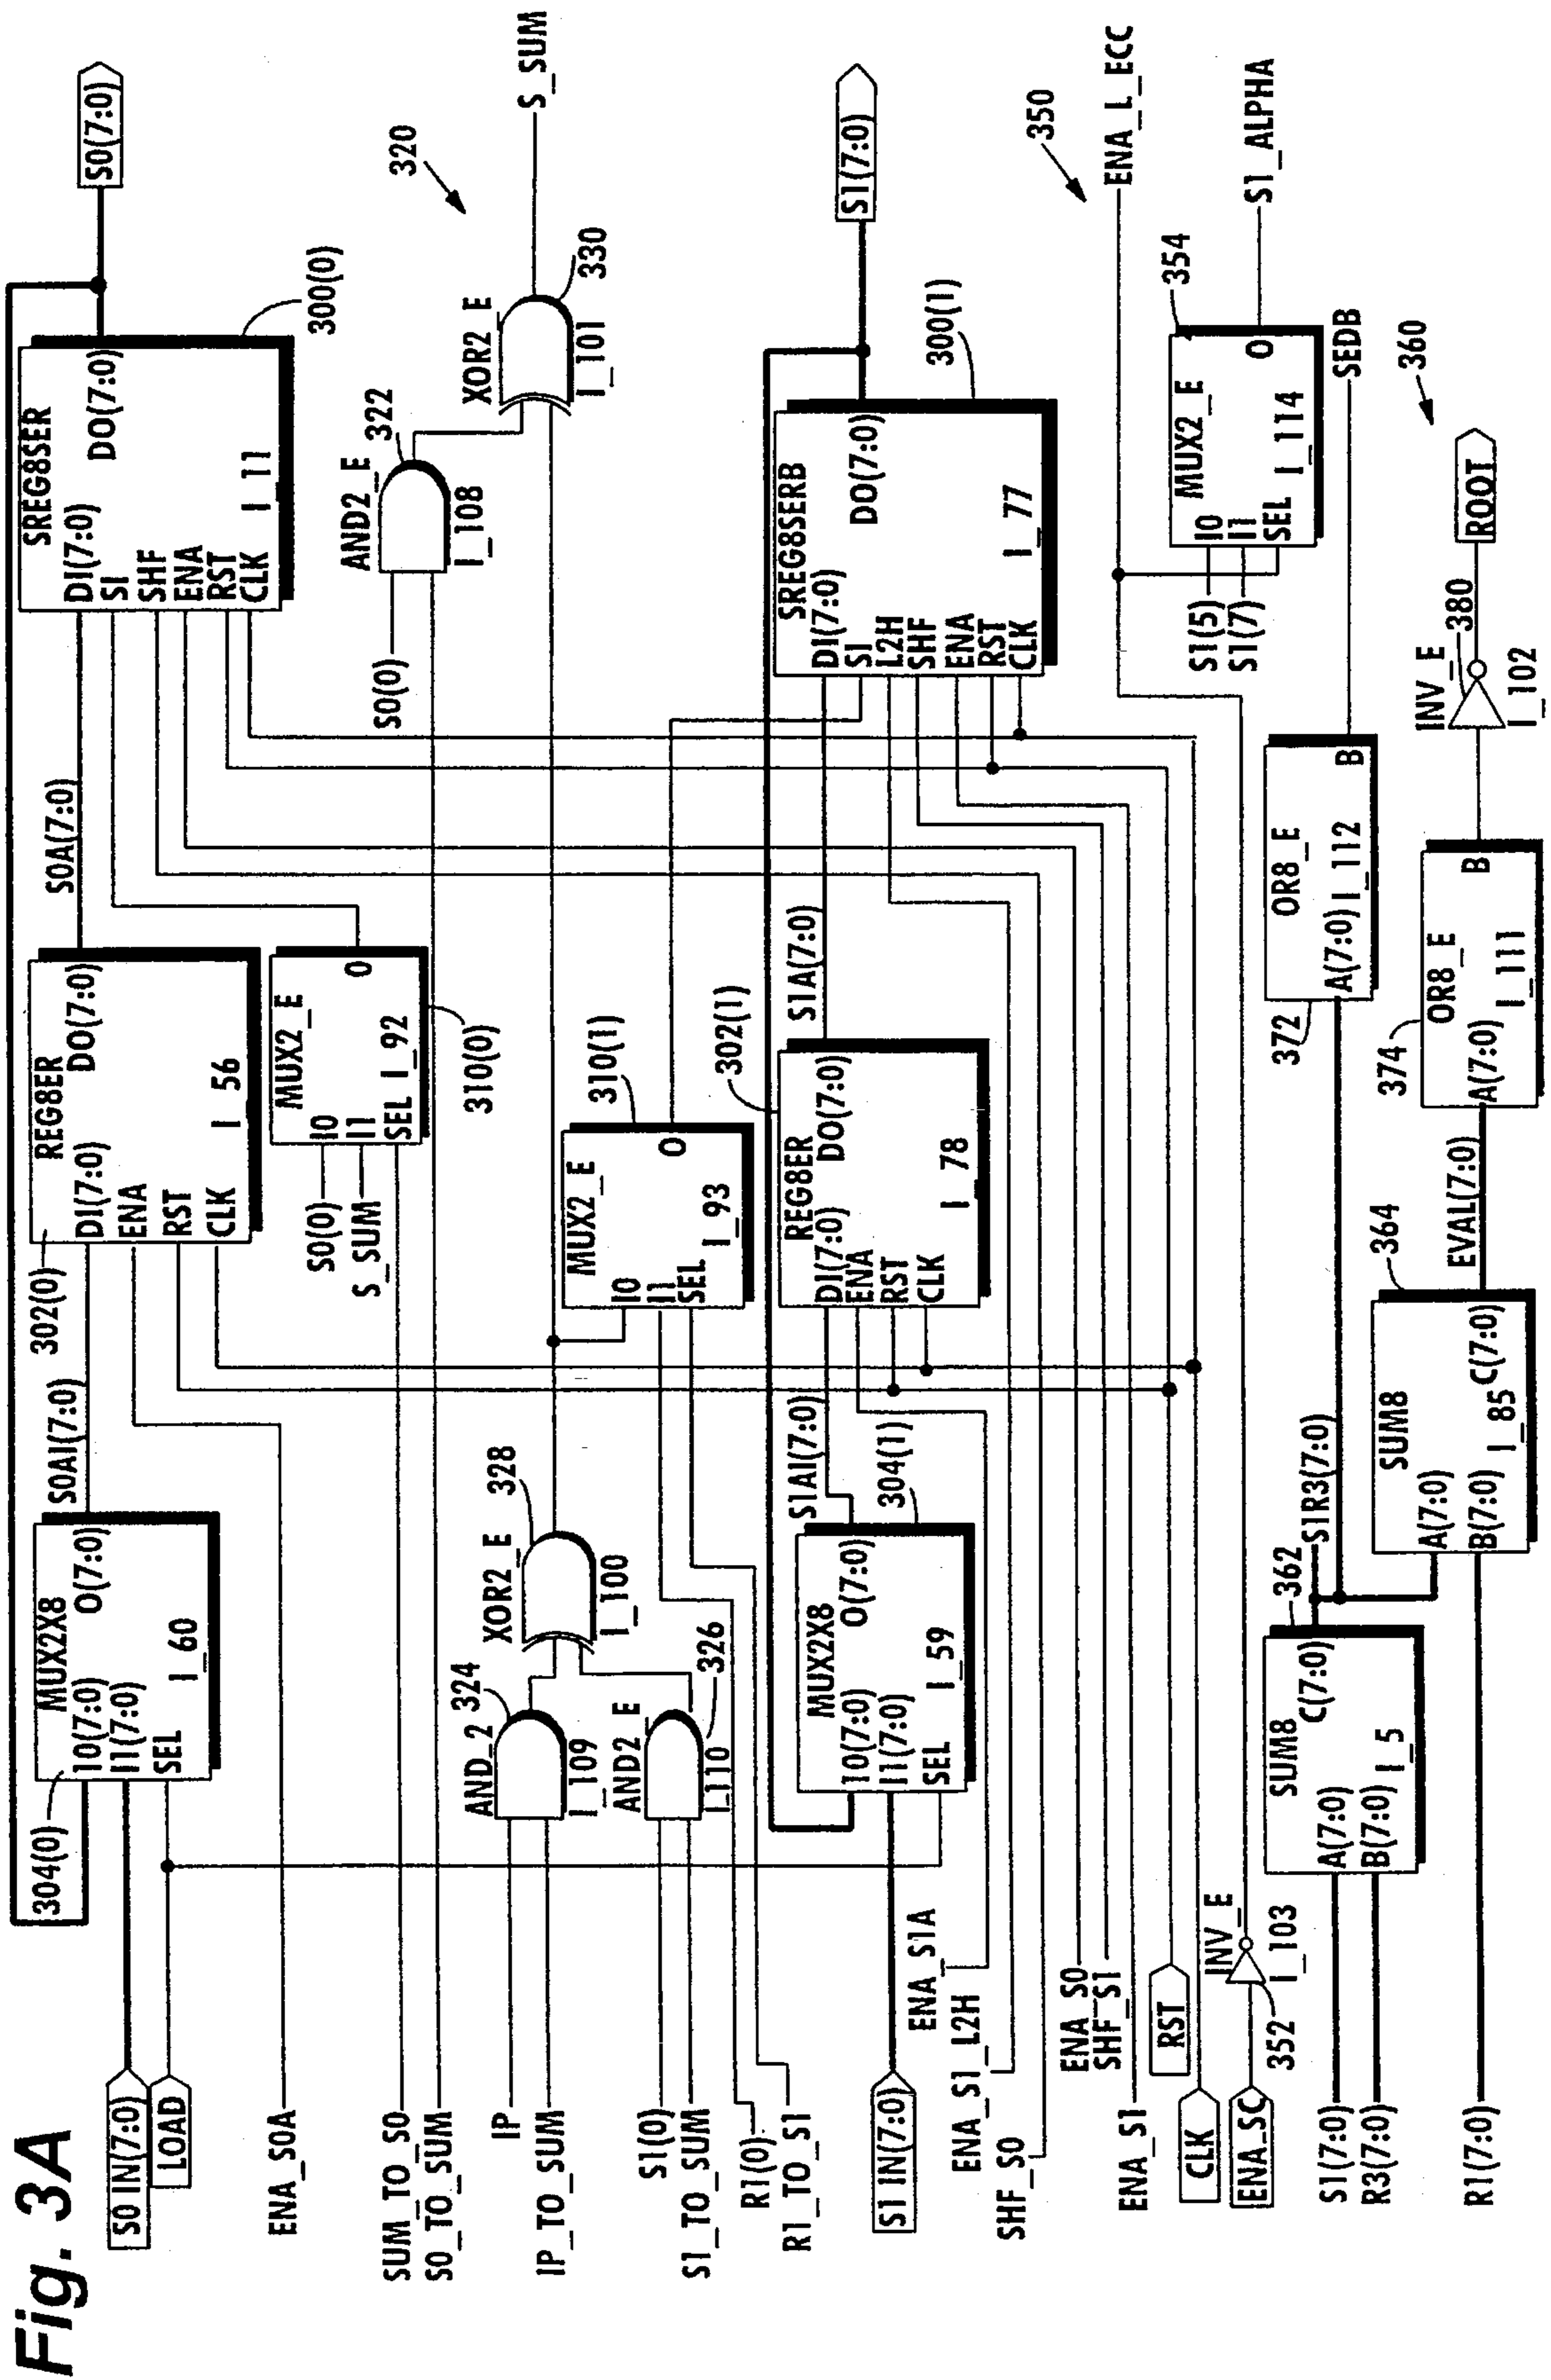 Fig. 3A
S0 IN(7:0)
LOAD
ENA_S0A
SUM_TO_S0
S0_TO_SUM
IP
IP_TO_SUM
S1(0)
S1_TO_SUM
R1(0)
R1_TO_S1
S1 IN(7:0)
ENA_S1A
ENA_S1_L2H
SHF_S0
ENA_S0
SHF_S1
ENA_S1
RST
CLK
ENA_SC
352
INV_E
I_103
S1(7:0)
R3(7:0)
R1(7:0)
304(0)
MUX2X8
I0(7:0)
I1(7:0)
SEL
O(7:0)
I_60
S0AI(7:0)
302(0)
REG8ER
DI(7:0)
ENA
RST
CLK
DO(7:0)
I_56
S0A(7:0)
SREG8SER
DI(7:0)
SI
SHF
ENA
RST
CLK
DO(7:0)
I_11
300(0)
S0(7:0)
S0(0)
S_SUM
MUX2_E
I0
I1
SEL
I_92
O
310(0)
S0(0)
AND2_E
322
I_108
XOR2_E
I_101
330
320
S_SUM
AND_2
324
I_109
AND2_E
326
I_110
XOR2_E
328
I_100
MUX2_E
I0
I1
SEL
I_93
O
310(1)
MUX2X8
I0(7:0)
I1(7:0)
SEL
O(7:0)
I_59
304(1)
S1AI(7:0)
REG8ER
DI(7:0)
ENA
RST
CLK
DO(7:0)
I_78
302(1)
S1A(7:0)
SREG8SERB
DI(7:0)
SI
L2H
SHF
ENA
RST
CLK
DO(7:0)
I_77
300(1)
S1(7:0)
350
ENA_L_ECC
S1(5)
S1(7)
MUX2_E
I0
I1
SEL
I_114
O
354
S1_ALPHA
SUM8
A(7:0)
B(7:0)
C(7:0)
I_5
362
S1R3(7:0)
SUM8
A(7:0)
B(7:0)
C(7:0)
I_85
364
EVAL(7:0)
372
OR8_E
A(7:0)
I_112
B
SEDB
374
OR8_E
A(7:0)
I_111
B
INV_E
380
I_102
ROOT
360